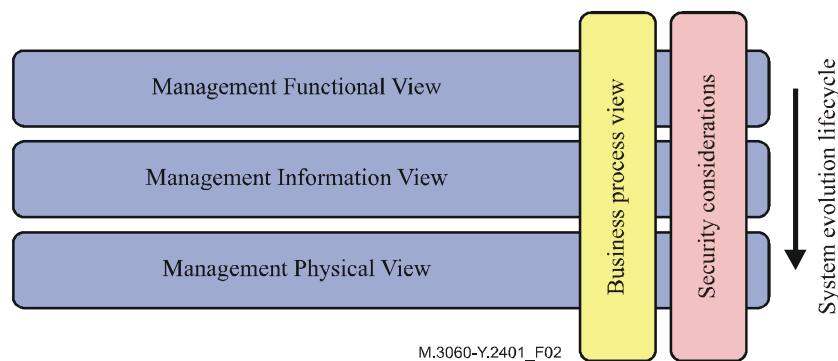 Management Functional View
Management Information View
Management Physical View
Business process view
Security considerations
System evolution lifecycle
M.3060-Y.2401_F02